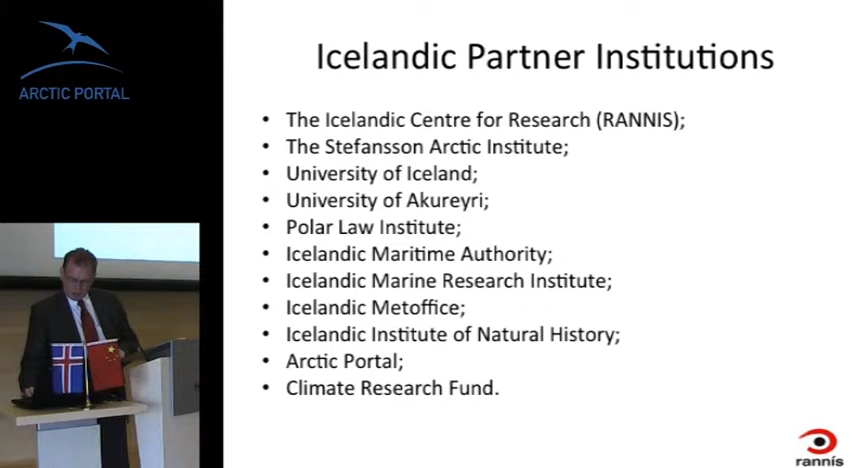 ARCTIC PORTAL
Icelandic Partner Institutions
• The Icelandic Centre for Research (RANNIS);
• The Stefansson Arctic Institute;
• University of Iceland;
• University of Akureyri;
• Polar Law Institute;
• Icelandic Maritime Authority;
• Icelandic Marine Research Institute;
• Icelandic Metoffice;
• Icelandic Institute of Natural History;
• Arctic Portal;
• Climate Research Fund.
rannís